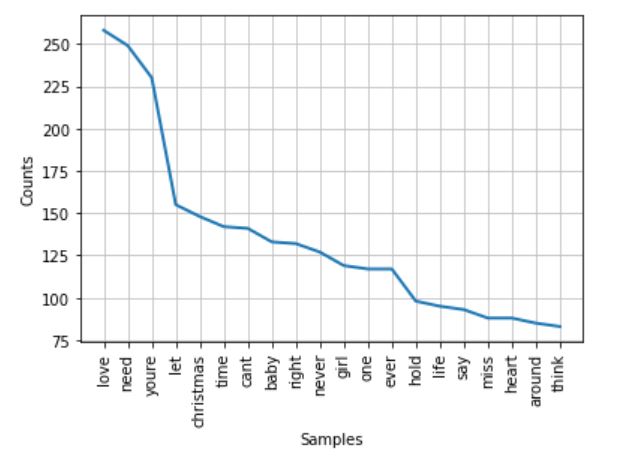 250
225
200
175
150
125
100
75
Counts
love
need
youre
let
christmas
time
cant
baby
right
never
girl
one
ever
hold
life
say
miss
heart
around
think
Samples